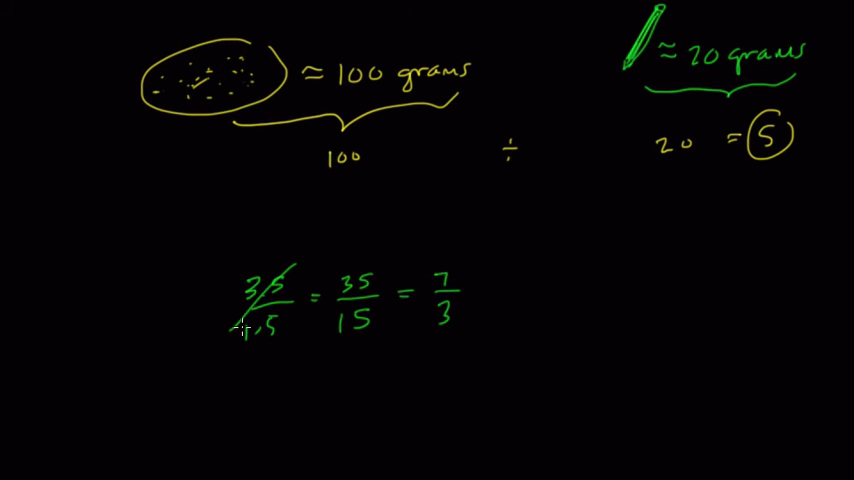 ≈ 100 grams
≈ 20 grams
100 ÷ 20 = 5
3.5/1.5 = 35/15 = 7/3